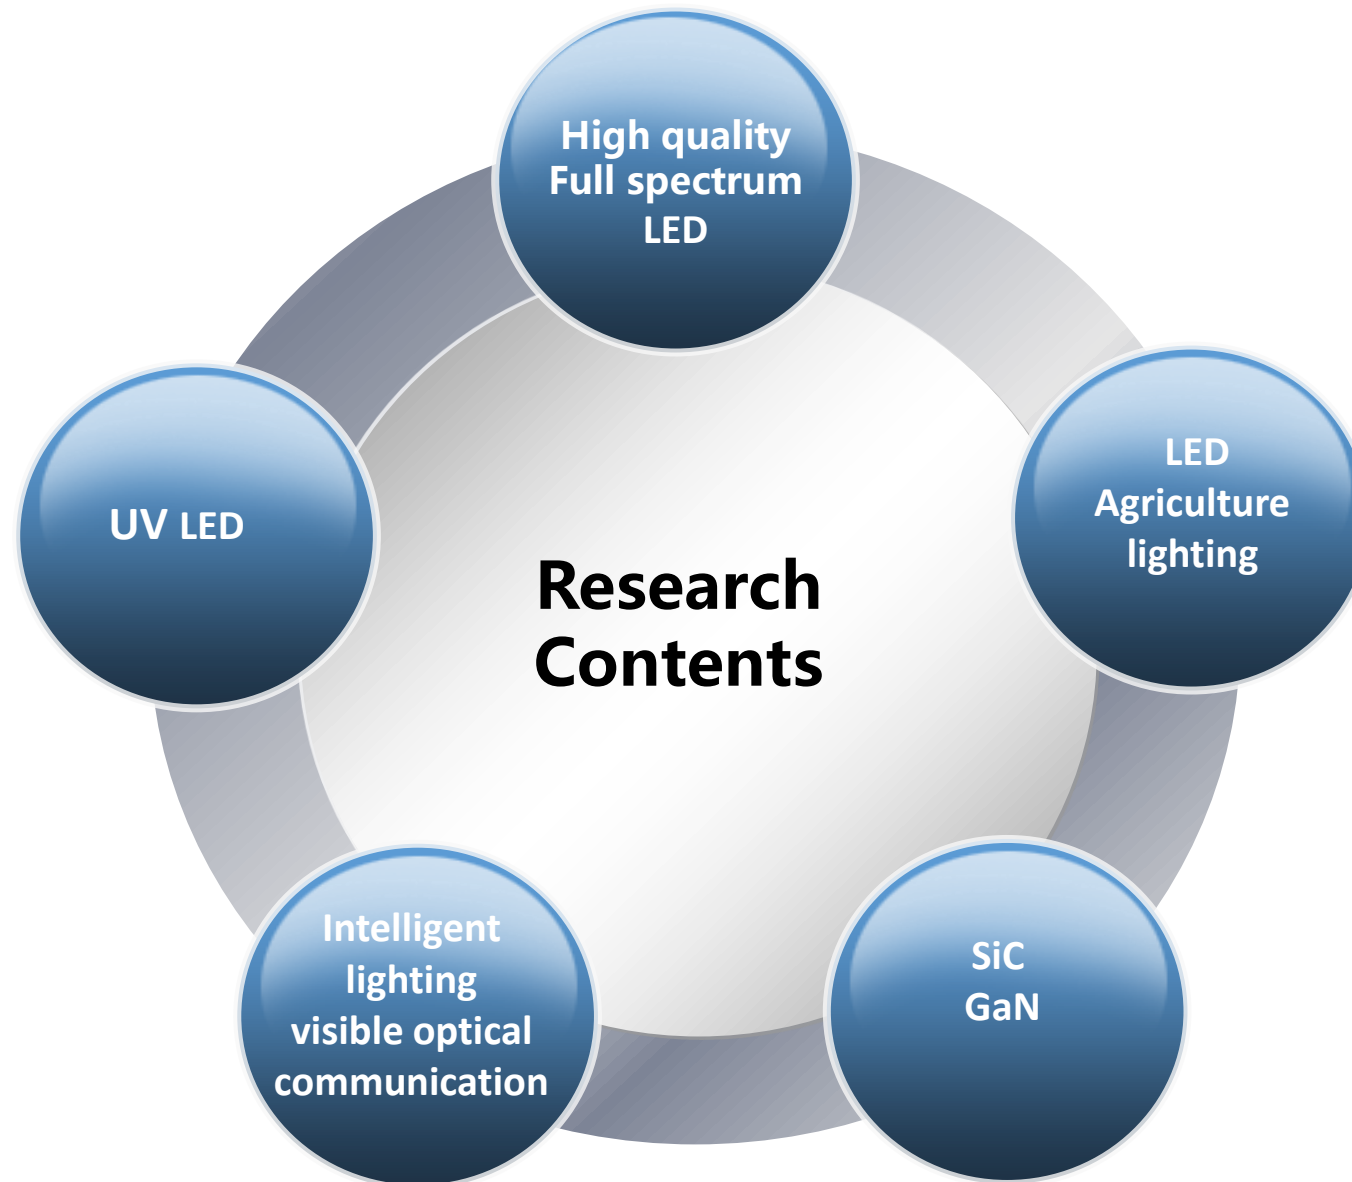 High quality
Full spectrum
LED
LED
Agriculture
lighting
UV LED
Research
Contents
Intelligent
lighting
visible optical
communication
SiC
GaN